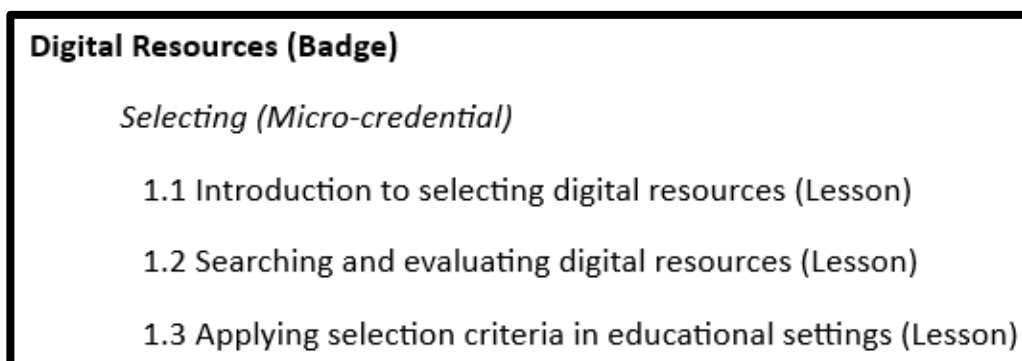 Digital Resources (Badge)
Selecting (Micro-credential)
1.1 Introduction to selecting digital resources (Lesson)
1.2 Searching and evaluating digital resources (Lesson)
1.3 Applying selection criteria in educational settings (Lesson)